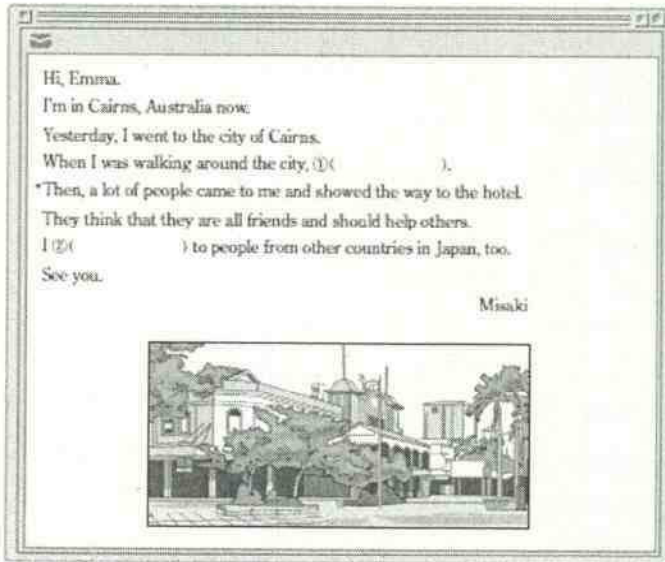 Hi, Emma.
I'm in Cairns, Australia now.
Yesterday, I went to the city of Cairns.
When I was walking around the city, ①( ).
*Then, a lot of people came to me and showed the way to the hotel.
They think that they are all friends and should help others.
I ②( ) to people from other countries in Japan, too.
See you.
Misaki